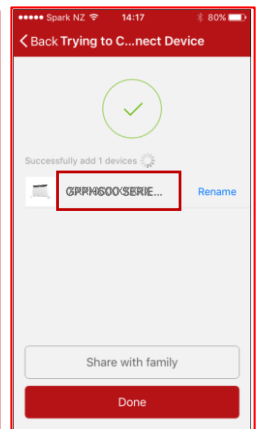 Spark NZ 14:17 80%
Back Trying to C...nect Device
Successfully add 1 devices
Rename
Share with family
Done